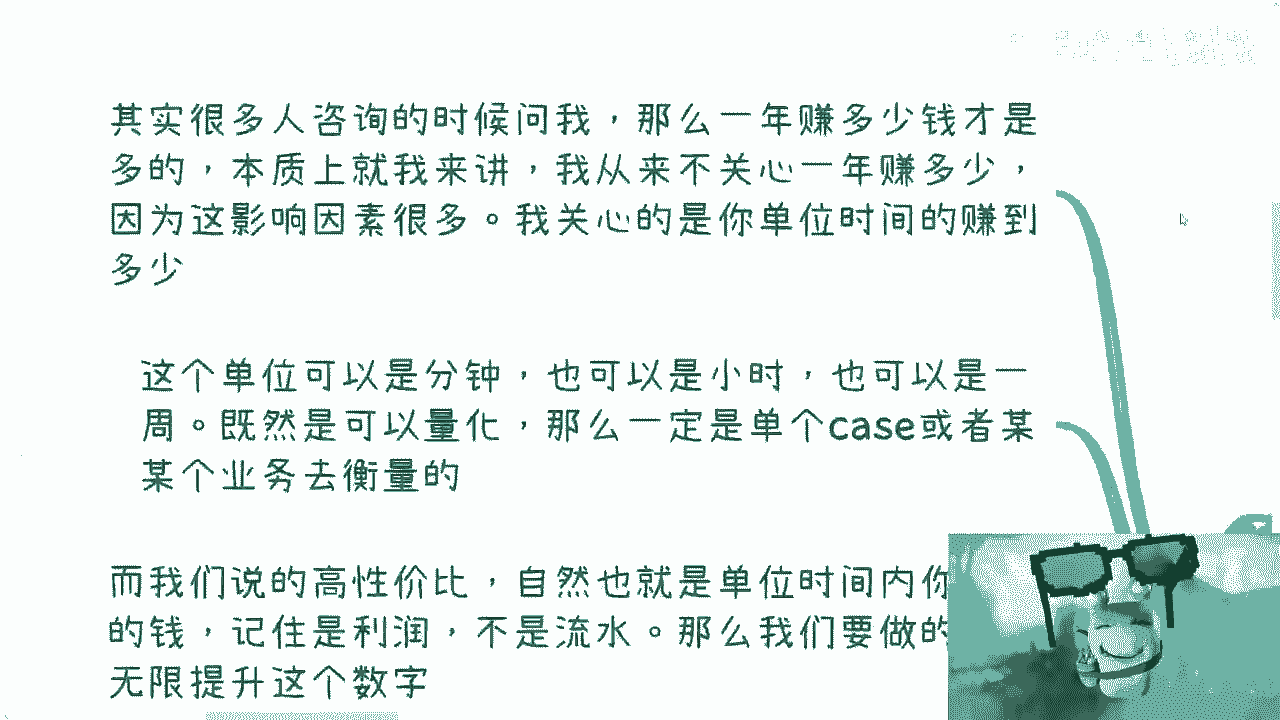 其实很多人咨询的时候问我，那么一年赚多少钱才是
多的，本质上就我来讲，我从来不关心一年赚多少，
因为这影响因素很多。我关心的是你单位时间的赚到
多少
这个单位可以是分钟，也可以是小时，也可以是一
周。既然是可以量化，那么一定是单个case或者某
某个业务去衡量的
而我们说的高性价比，自然也就是单位时间内你
的钱，记住是利润，不是流水。那么我们要做的
无限提升这个数字